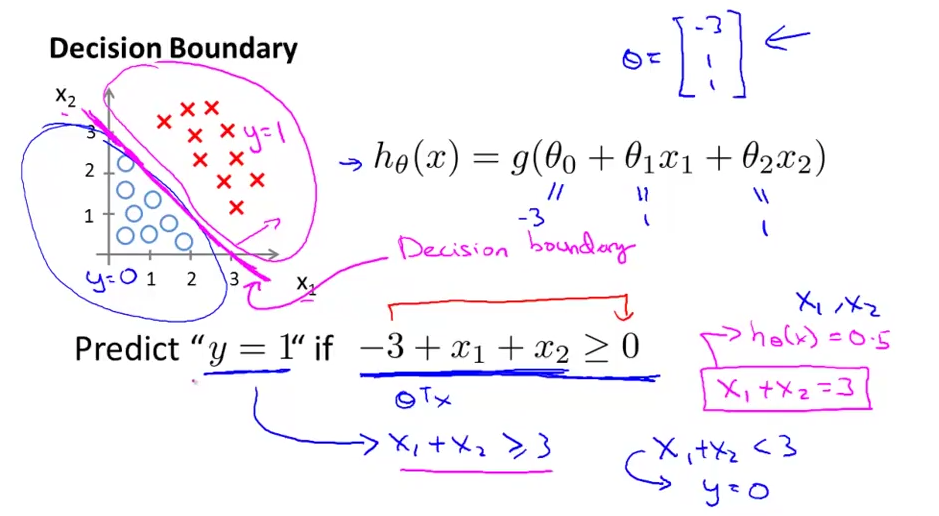 Decision Boundary
θ = [-3 1 1]
x₂
3
2
1
y=1
y=0 1 2 3 x₁
hθ(x) = g(θ₀ + θ₁x₁ + θ₂x₂)
-3 1 1
Decision boundary
Predict “y = 1“ if −3 + x₁ + x₂ ≥ 0
θᵀx
x₁, x₂
hθ(x) = 0.5
x₁ + x₂ = 3
x₁ + x₂ ≥ 3
x₁ + x₂ < 3
y = 0